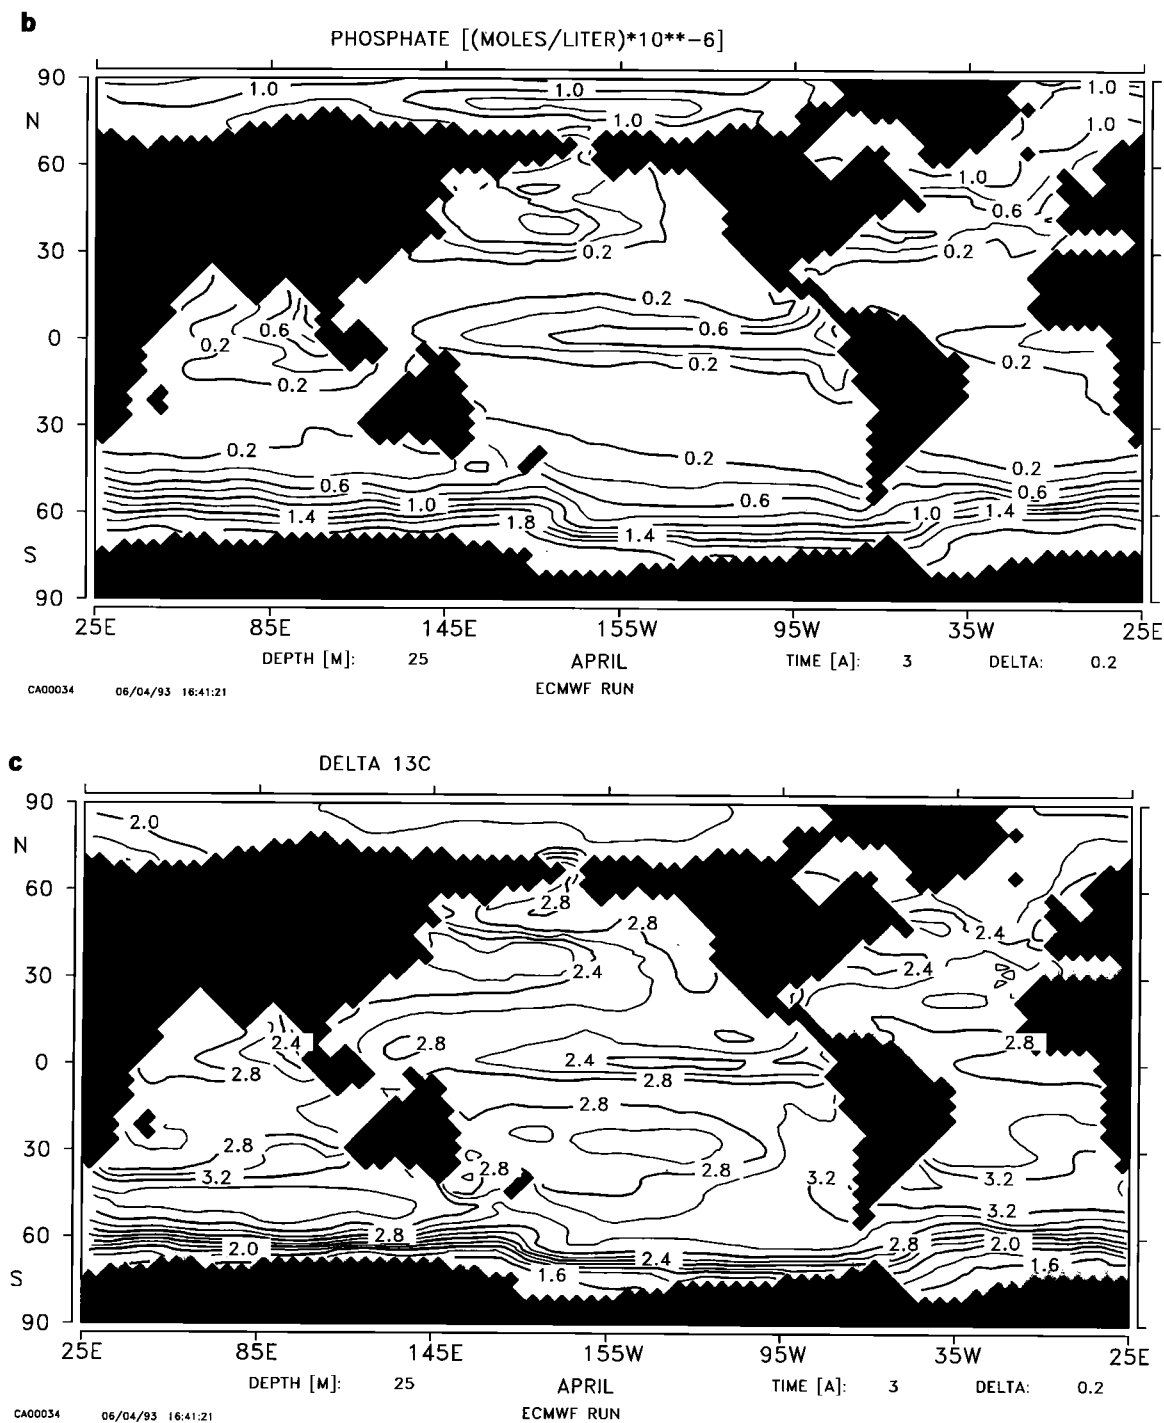 b
PHOSPHATE [(MOLES/LITER)*10**-6]
90
1.0 1.0 1.0
N
1.0 1.0
60
1.0
0.6
30
0.2 0.2
0.2
0.6 0.6
0
0.2 0.2 0.2
0.2
30
0.2 0.2 0.2
0.6 0.6 0.6
1.0 1.0
60
1.4 1.8 1.4 1.4
S
90
25E 85E 145E 155W 95W 35W 25E
DEPTH [M]: 25 APRIL TIME [A]: 3 DELTA: 0.2
CA00034 06/04/93 16:41:21 ECMWF RUN
c
DELTA 13C
90
2.0
N
60
2.8 2.8
2.4
30
2.4 2.4
2.4 2.8 2.8
0
2.4
2.8 2.8
2.8
30
2.8 2.8 2.8
3.2 3.2 3.2
3.2
60
2.8 2.8 2.0
2.0 2.4
S
1.6 1.6
90
25E 85E 145E 155W 95W 35W 25E
DEPTH [M]: 25 APRIL TIME [A]: 3 DELTA: 0.2
CA00034 06/04/93 16:41:21 ECMWF RUN